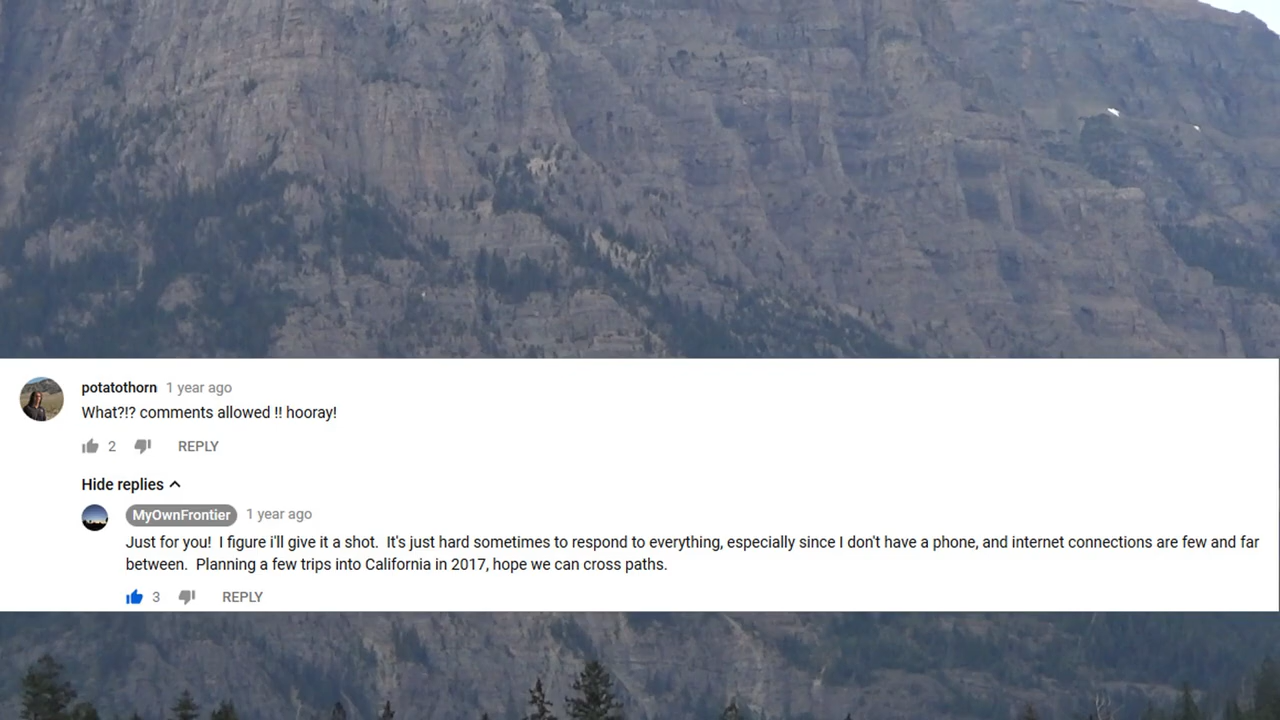 potatothorn 1 year ago
What?!? comments allowed !! hooray!
2 REPLY
Hide replies
MyOwnFrontier 1 year ago
Just for you!  I figure i'll give it a shot.  It's just hard sometimes to respond to everything, especially since I don't have a phone, and internet connections are few and far
between.  Planning a few trips into California in 2017, hope we can cross paths.
3 REPLY